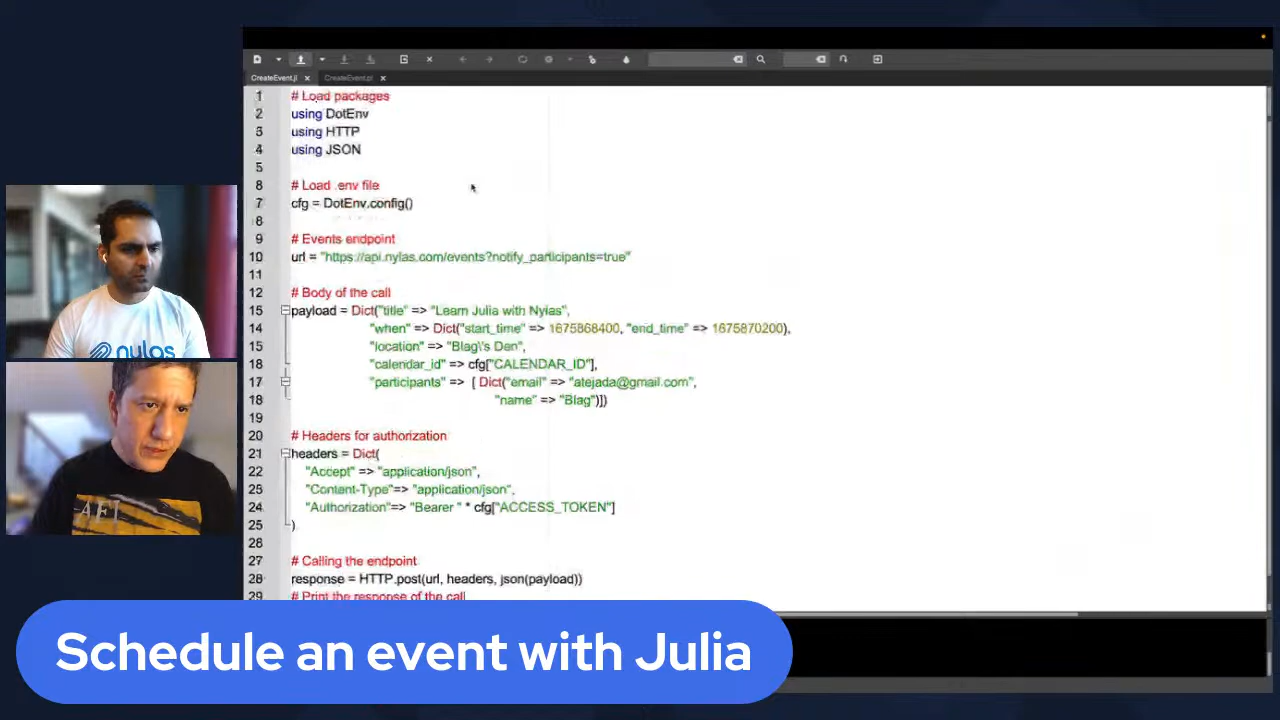 CreateEvent.jl
CreateEvent.pl
1 # Load packages
2 using DotEnv
3 using HTTP
4 using JSON
5
6 # Load .env file
7 cfg = DotEnv.config()
8
9 # Events endpoint
10 url = "https://api.nylas.com/events?notify_participants=true"
11
12 # Body of the call
13 payload = Dict("title" => "Learn Julia with Nylas",
14 "when" => Dict("start_time" => 1675868400, "end_time" => 1675870200),
15 "location" => "Blag\'s Den",
16 "calendar_id" => cfg["CALENDAR_ID"],
17 "participants" => [ Dict("email" => "atejada@gmail.com",
18 "name" => "Blag")])
19
20 # Headers for authorization
21 headers = Dict(
22 "Accept" => "application/json",
23 "Content-Type"=> "application/json",
24 "Authorization"=> "Bearer " * cfg["ACCESS_TOKEN"]
25 )
26
27 # Calling the endpoint
28 response = HTTP.post(url, headers, json(payload))
29 # Print the response of the call
nylas
AFI
Schedule an event with Julia